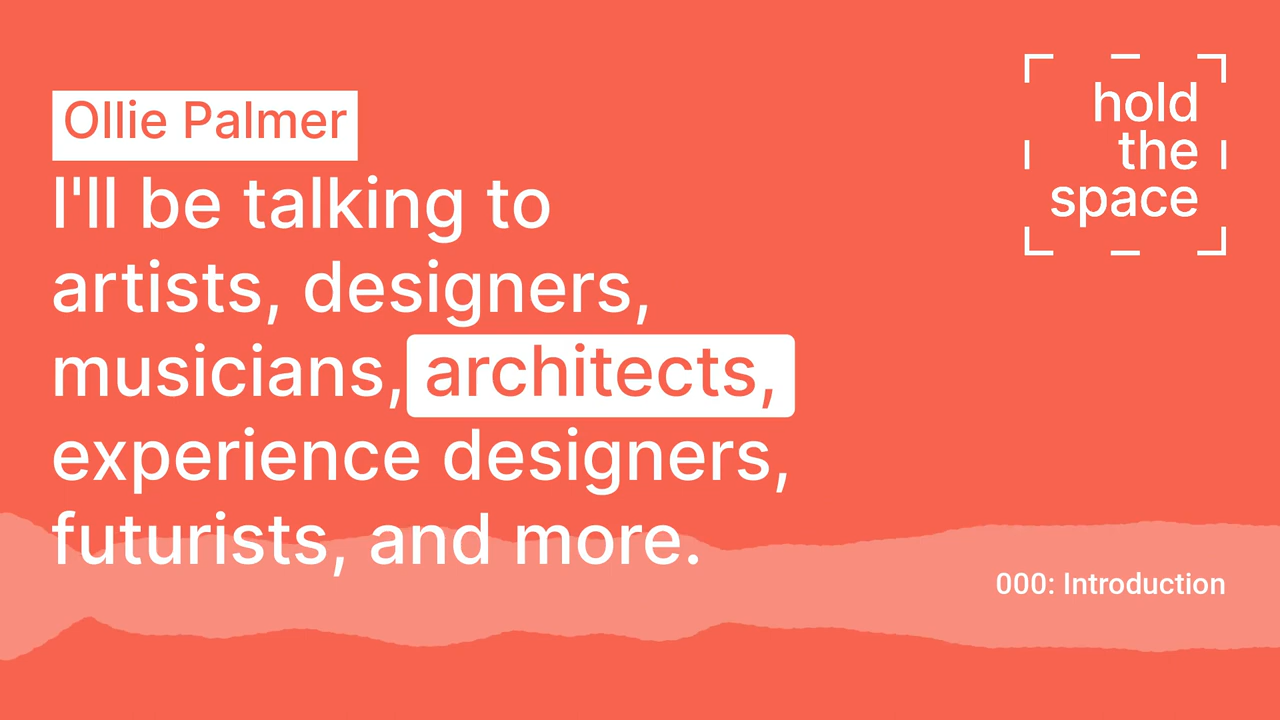 Ollie Palmer
I'll be talking to
artists, designers,
musicians, architects,
experience designers,
futurists, and more.
hold
the
space
000: Introduction